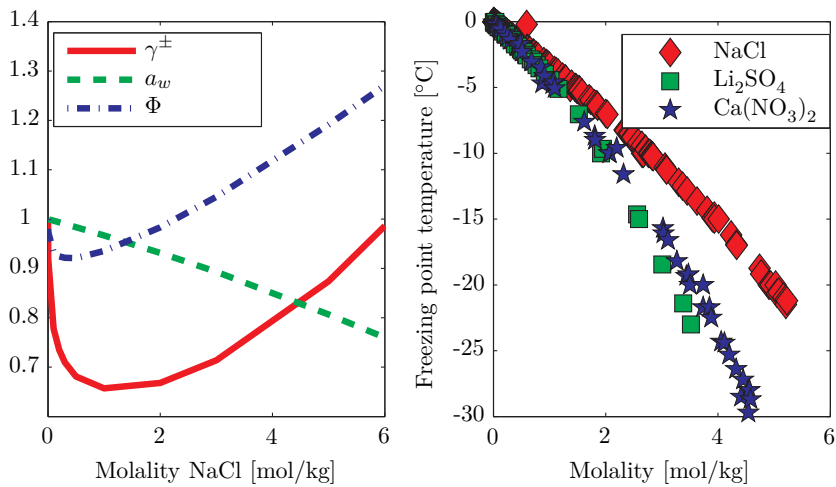 1.4
1.3
1.2
1.1
1
0.9
0.8
0.7
0.6
0 2 4 6
Molality NaCl [mol/kg]
γ±
a_w
Φ
Freezing point temperature [°C]
0
-5
-10
-15
-20
-25
-30
0 2 4 6
Molality [mol/kg]
NaCl
Li₂SO₄
Ca(NO₃)₂